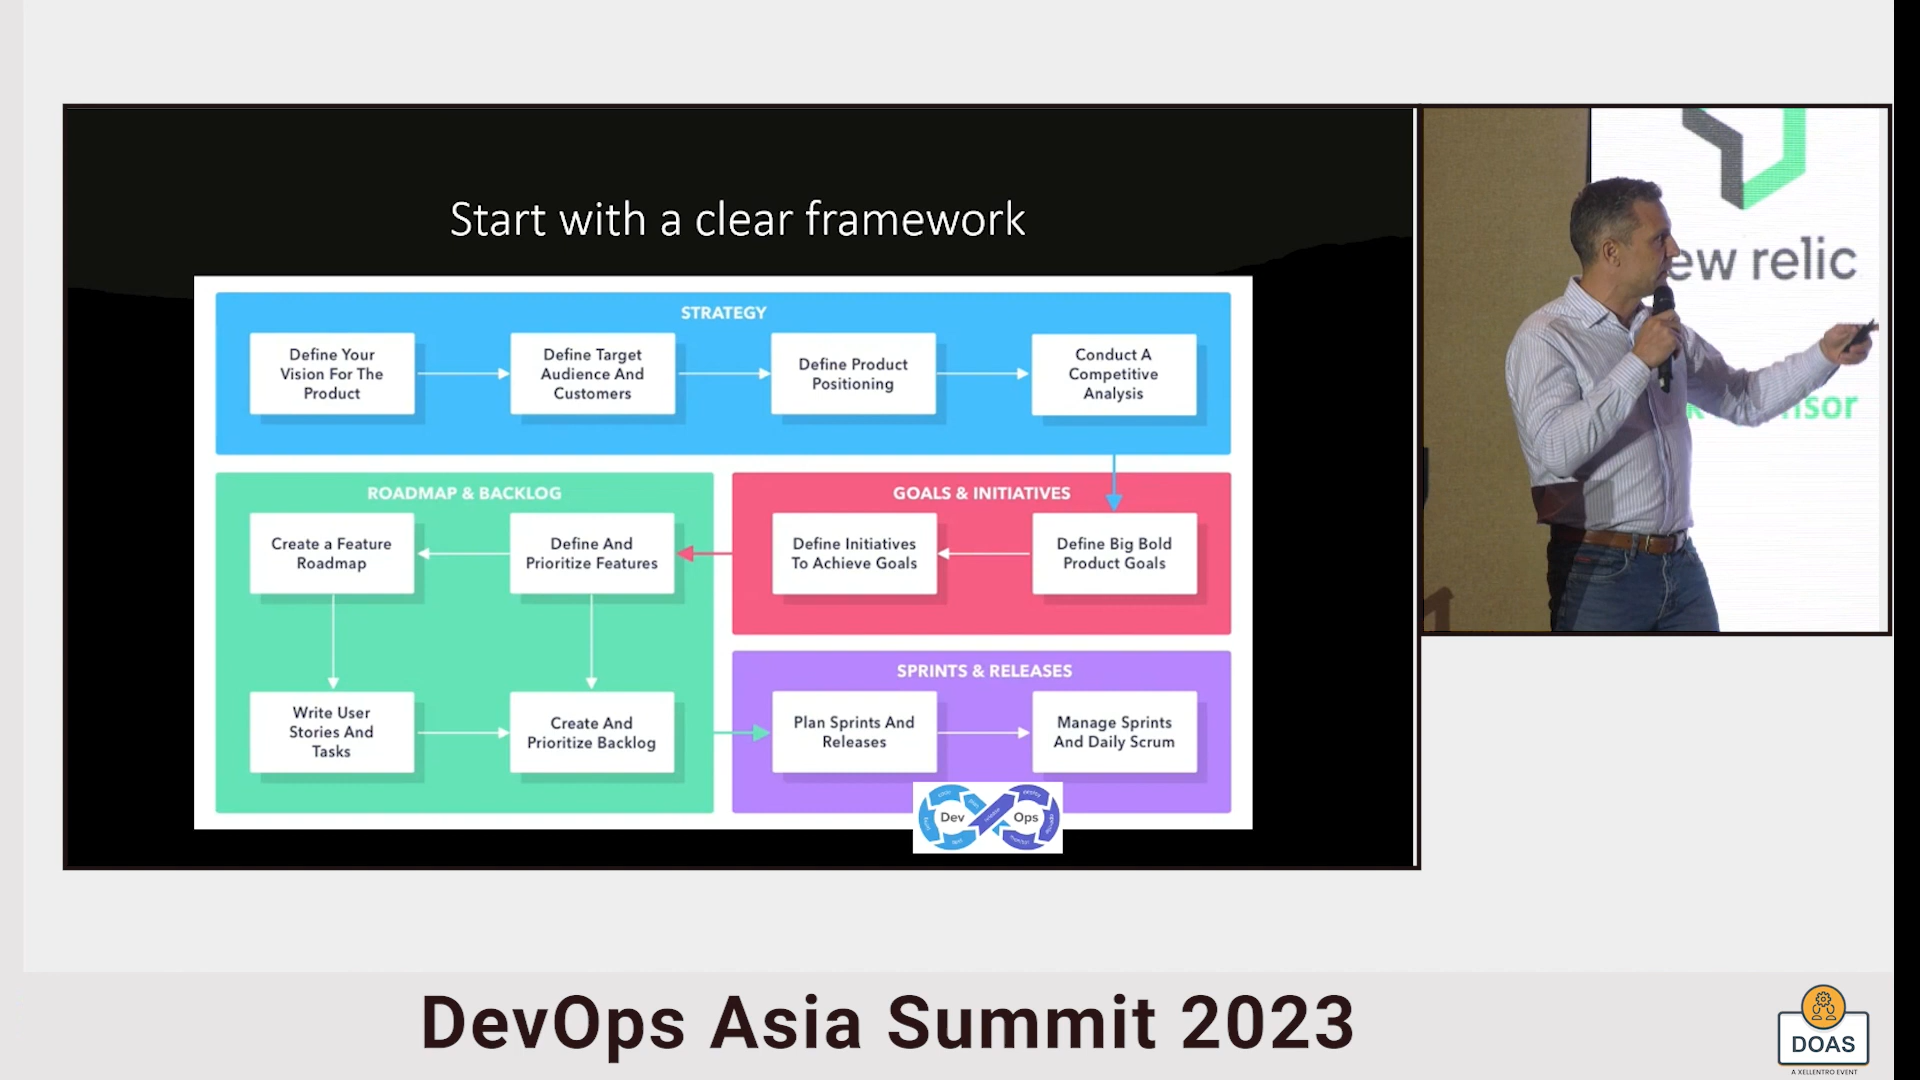 Start with a clear framework
STRATEGY
Define Your
Vision For The
Product
Define Target
Audience And
Customers
Define Product
Positioning
Conduct A
Competitive
Analysis
ROADMAP & BACKLOG
Create a Feature
Roadmap
Define And
Prioritize Features
Write User
Stories And
Tasks
Create And
Prioritize Backlog
GOALS & INITIATIVES
Define Initiatives
To Achieve Goals
Define Big Bold
Product Goals
SPRINTS & RELEASES
Plan Sprints And
Releases
Manage Sprints
And Daily Scrum
Dev
Ops
ew relic
nsor
DevOps Asia Summit 2023
DOAS
A XELLENTRO EVENT